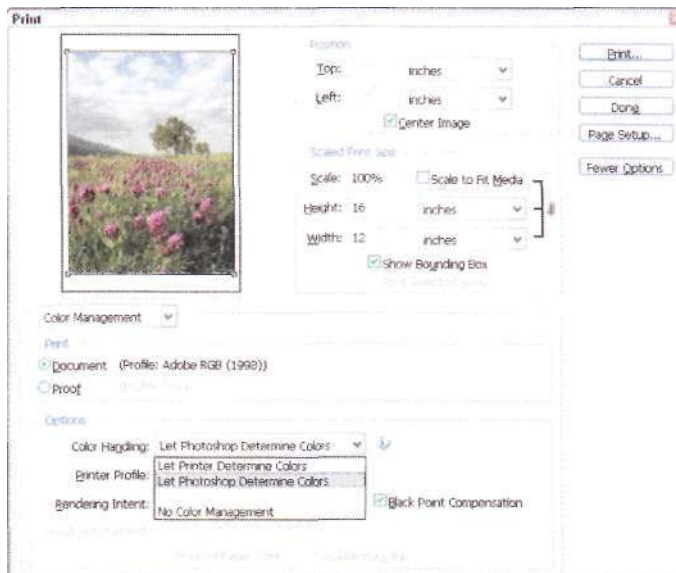 Print
Position
Top: inches
Left: inches
Center Image
Scaled Print Size
Scale: 100% Scale to Fit Media
Height: 16 inches
Width: 12 inches
Show Bounding Box
Print...
Cancel
Done
Page Setup...
Fewer Options
Color Management
Print
Document (Profile: Adobe RGB (1998))
Proof
Options
Color Handling: Let Photoshop Determine Colors
Let Printer Determine Colors
Printer Profile: Let Photoshop Determine Colors
Rendering Intent: Black Point Compensation
No Color Management